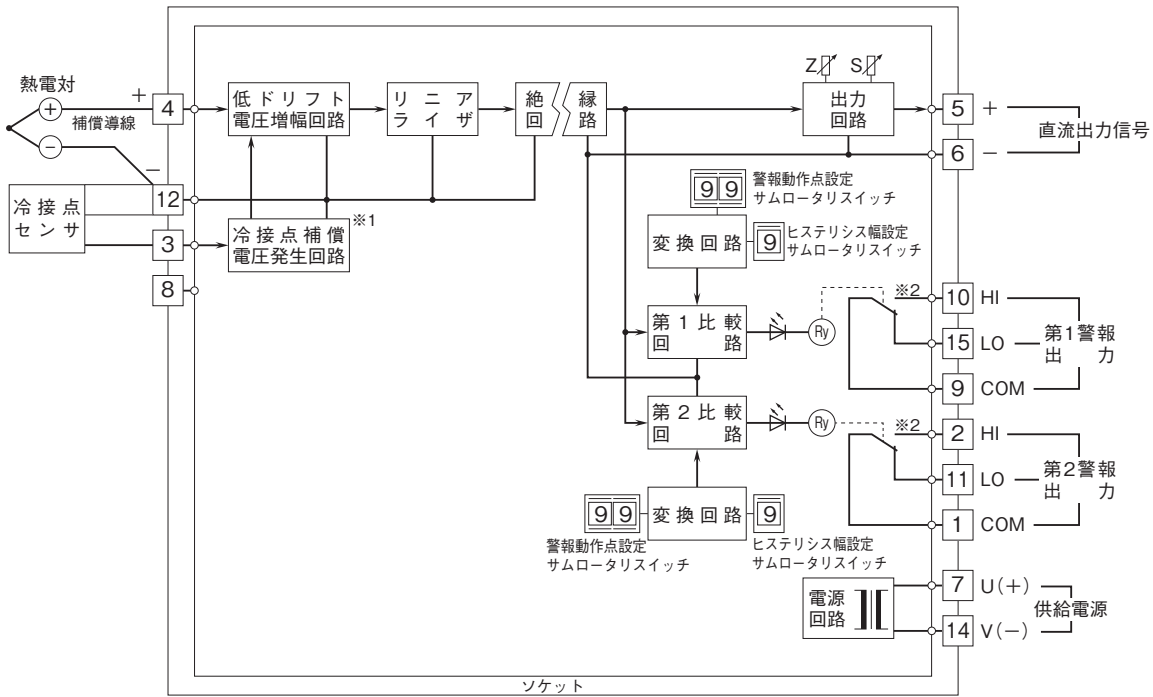 熱電対
+
−
補償導線
+
−
4
12
3
8
冷接点
センサ
低ドリフト
電圧増幅回路
リニア
ライザ
絶縁
回路
Z
S
出力
回路
5
+
6
−
直流出力信号
冷接点補償
電圧発生回路
※1
9 9
警報動作点設定
サムロータリスイッチ
変換回路
9
ヒステリシス幅設定
サムロータリスイッチ
第1比較
回路
Ry
※2
10 HI
15 LO
9 COM
第1警報
出力
第2比較
回路
Ry
※2
2 HI
11 LO
1 COM
第2警報
出力
9 9
変換回路
9
警報動作点設定
サムロータリスイッチ
ヒステリシス幅設定
サムロータリスイッチ
電源
回路
7 U(+)
14 V(−)
供給電源
ソケット